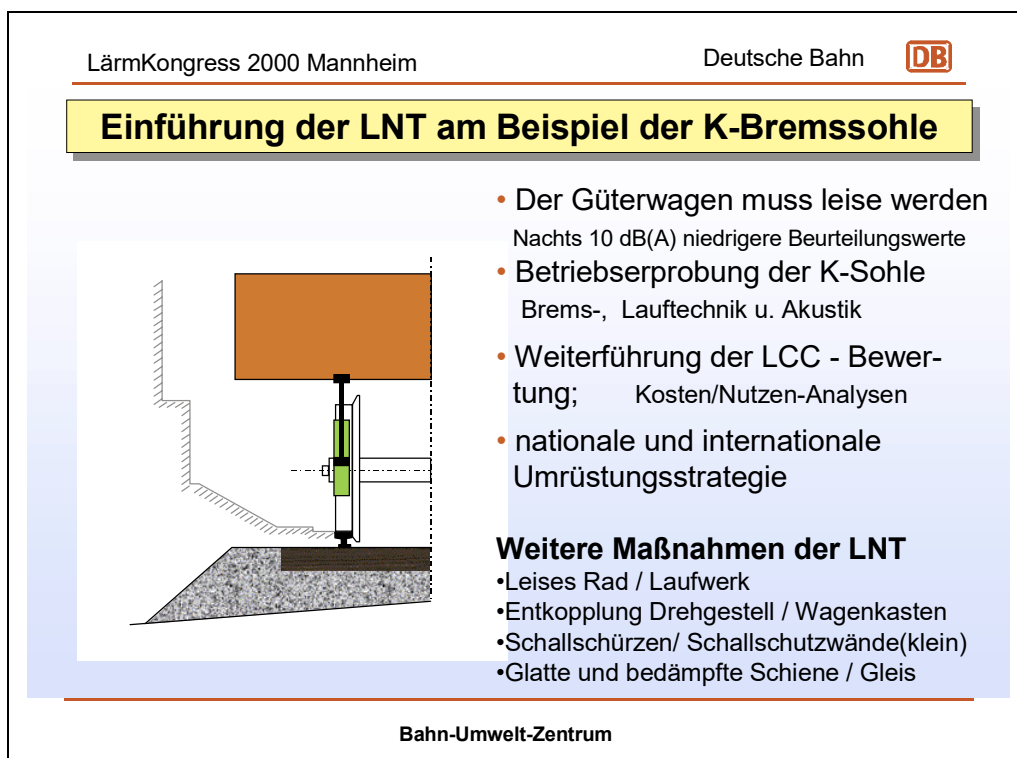 LärmKongress 2000 Mannheim
Deutsche Bahn DB
Einführung der LNT am Beispiel der K-Bremssohle
• Der Güterwagen muss leise werden
Nachts 10 dB(A) niedrigere Beurteilungswerte
• Betriebserprobung der K-Sohle
Brems-, Lauftechnik u. Akustik
• Weiterführung der LCC - Bewer-
tung; Kosten/Nutzen-Analysen
• nationale und internationale
Umrüstungsstrategie
Weitere Maßnahmen der LNT
•Leises Rad / Laufwerk
•Entkopplung Drehgestell / Wagenkasten
•Schallschürzen/ Schallschutzwände(klein)
•Glatte und bedämpfte Schiene / Gleis
Bahn-Umwelt-Zentrum